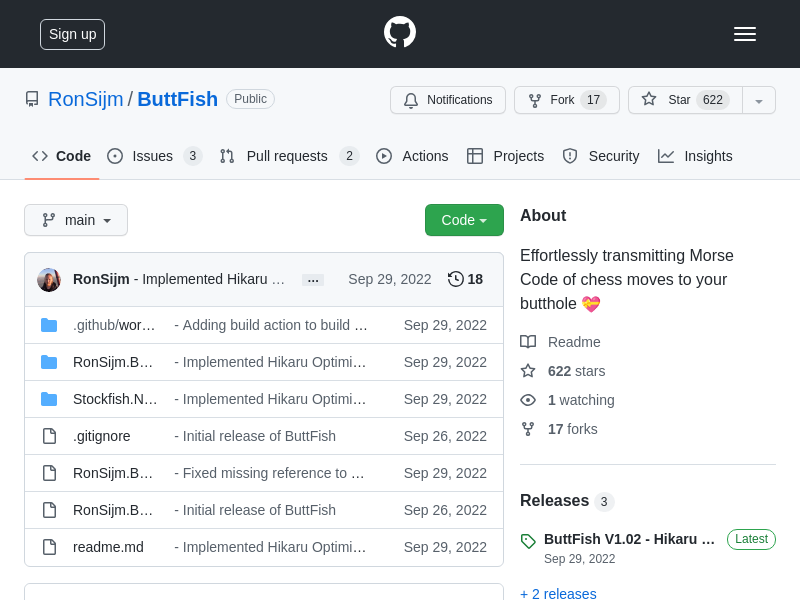 Sign up
RonSijm / ButtFish Public
Notifications Fork 17 Star 622
Code Issues 3 Pull requests 2 Actions Projects Security Insights
main Code
RonSijm - Implemented Hikaru … … Sep 29, 2022 18
.github/wor… - Adding build action to build … Sep 29, 2022
RonSijm.B… - Implemented Hikaru Optimi… Sep 29, 2022
Stockfish.N… - Implemented Hikaru Optimi… Sep 29, 2022
.gitignore - Initial release of ButtFish Sep 26, 2022
RonSijm.B… - Fixed missing reference to … Sep 29, 2022
RonSijm.B… - Initial release of ButtFish Sep 26, 2022
readme.md - Implemented Hikaru Optimi… Sep 29, 2022
About
Effortlessly transmitting Morse
Code of chess moves to your
butthole 💝
Readme
622 stars
1 watching
17 forks
Releases 3
ButtFish V1.02 - Hikaru … Latest
Sep 29, 2022
+ 2 releases